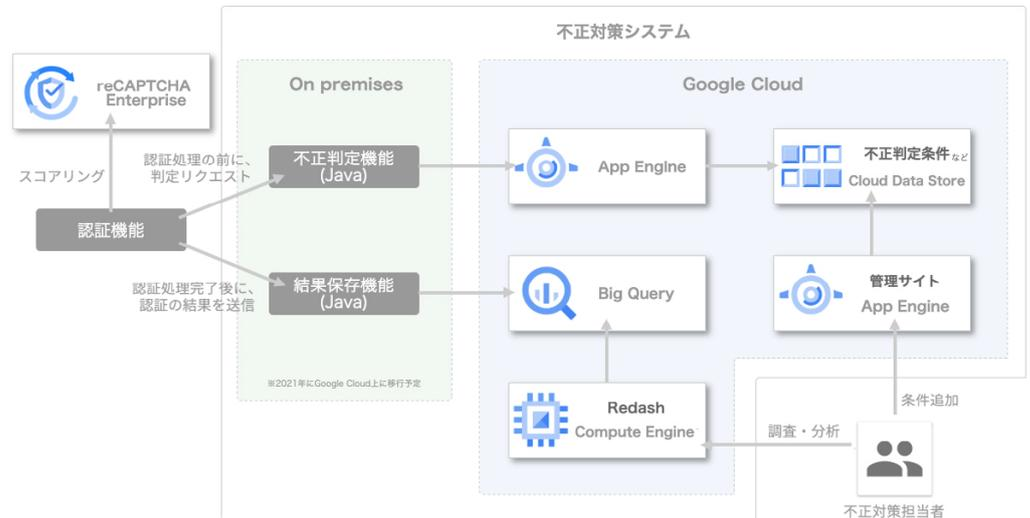 不正対策システム
reCAPTCHA
Enterprise
On premises
Google Cloud
認証処理の前に、
判定リクエスト
不正判定機能
(Java)
App Engine
不正判定条件など
Cloud Data Store
スコアリング
認証機能
認証処理完了後に、
認証の結果を送信
結果保存機能
(Java)
Big Query
管理サイト
App Engine
※2021年にGoogle Cloud上に移行予定
Redash
Compute Engine
条件追加
調査・分析
不正対策担当者